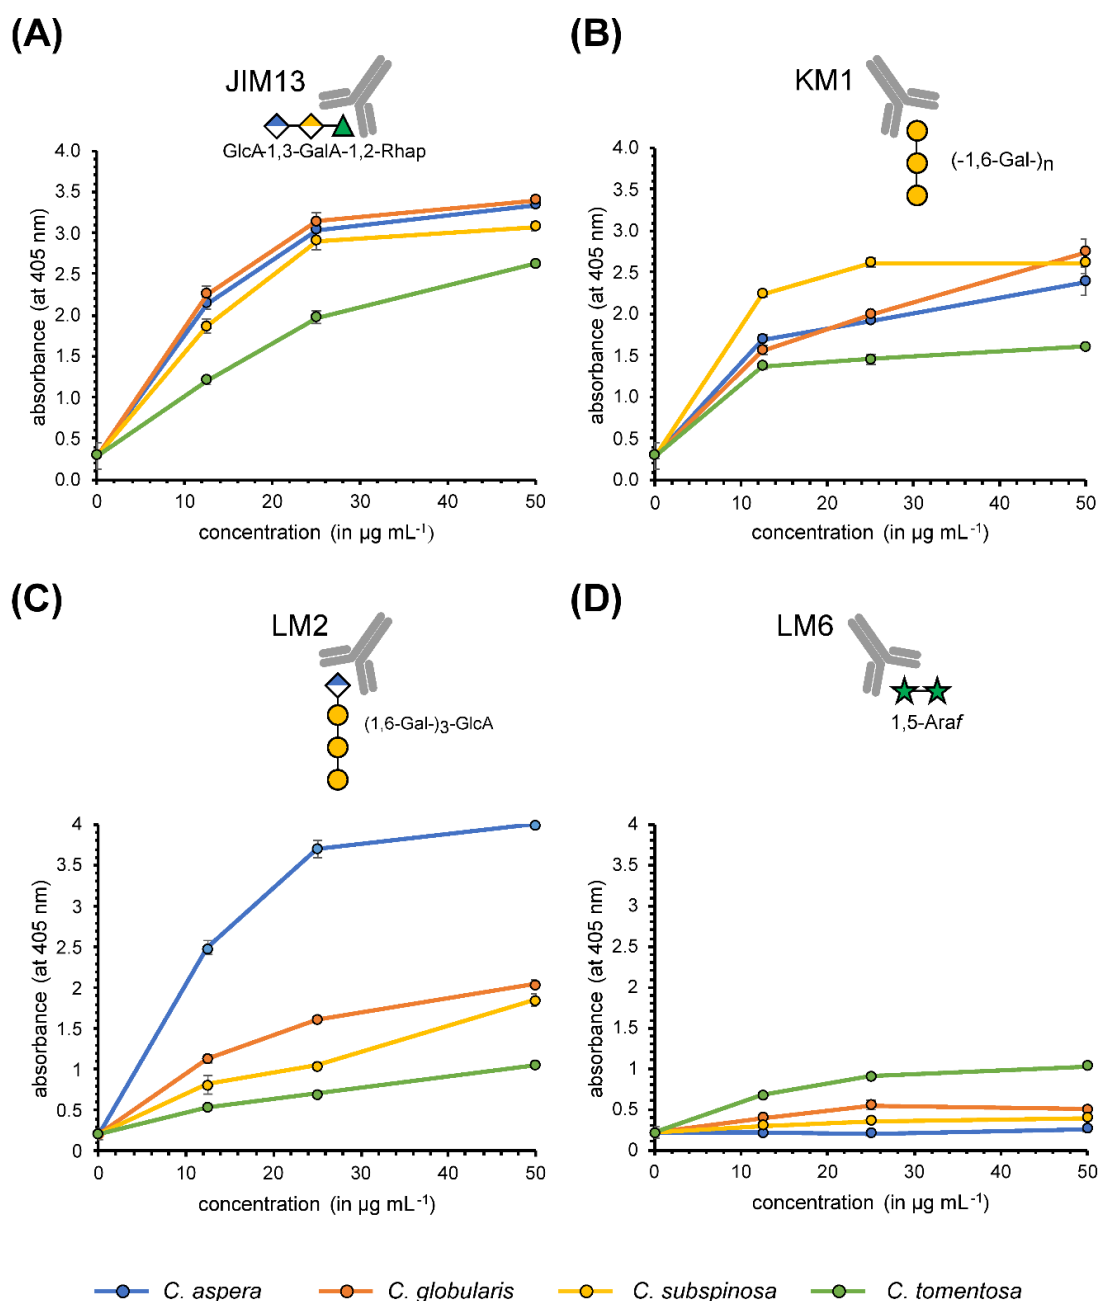 (A)
JIM13
GlcA-1,3-GalA-1,2-Rhap
4.0
3.5
3.0
2.5
2.0
1.5
1.0
0.5
0.0
absorbance (at 405 nm)
0 10 20 30 40 50
concentration (in µg mL⁻¹)
(B)
KM1
(-1,6-Gal-)n
4.0
3.5
3.0
2.5
2.0
1.5
1.0
0.5
0.0
absorbance (at 405 nm)
0 10 20 30 40 50
concentration (in µg mL⁻¹)
(C)
LM2
(1,6-Gal-)3-GlcA
4
3.5
3
2.5
2
1.5
1
0.5
0
absorbance (at 405 nm)
0 10 20 30 40 50
concentration (in µg mL⁻¹)
(D)
LM6
1,5-Araf
4
3.5
3
2.5
2
1.5
1
0.5
0
absorbance (at 405 nm)
0 10 20 30 40 50
concentration (in µg mL⁻¹)
C. aspera C. globularis C. subspinosa C. tomentosa